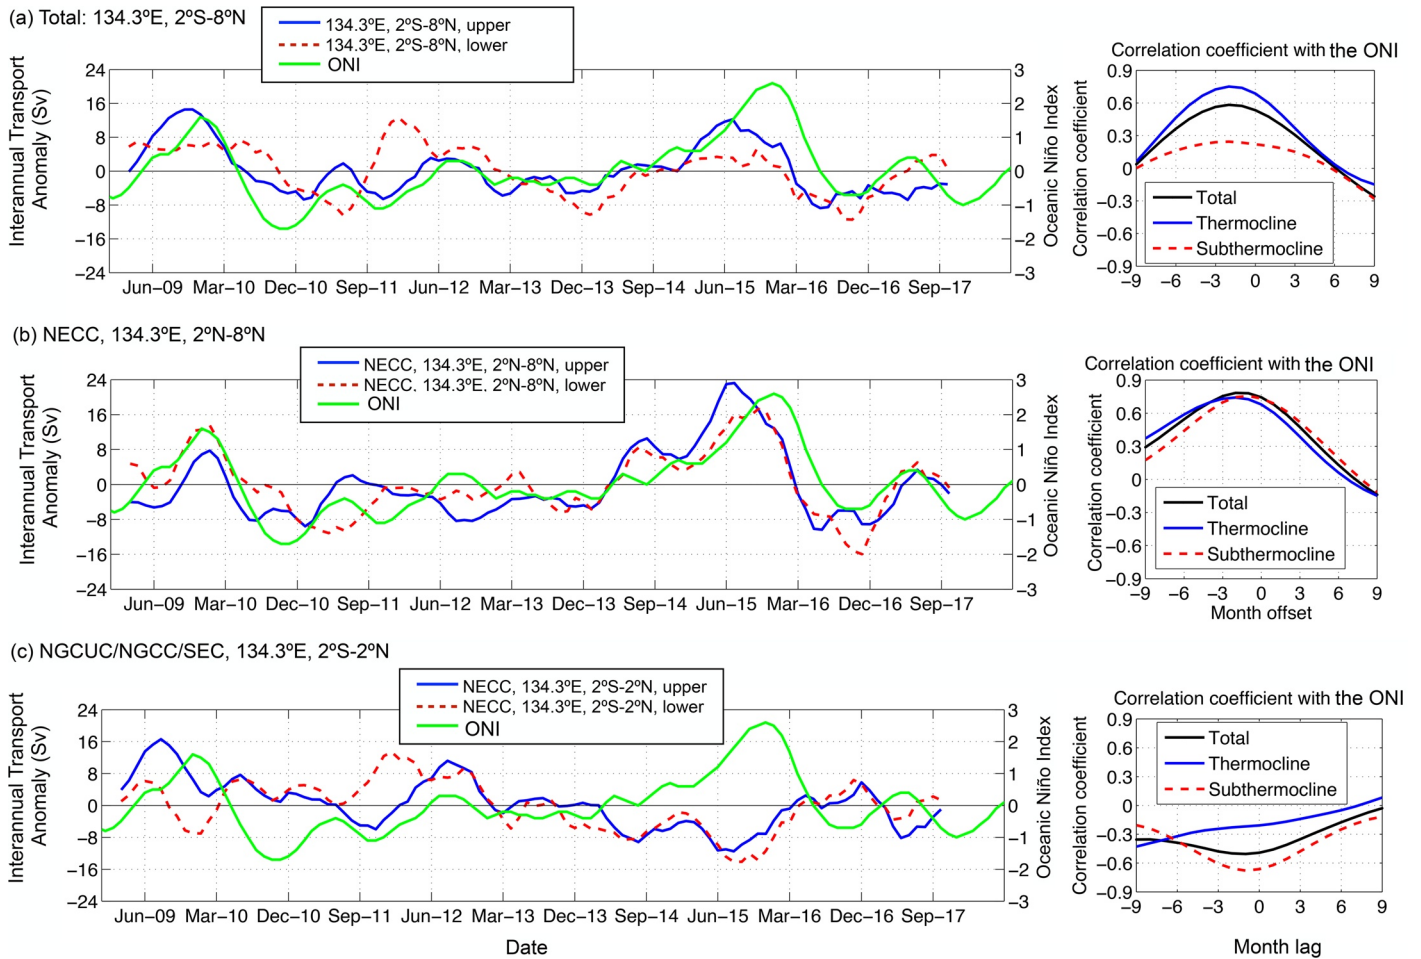 (a) Total: 134.3ºE, 2ºS-8ºN
134.3ºE, 2ºS-8ºN, upper
134.3ºE, 2ºS-8ºN, lower
ONI
Interannual Transport
Anomaly (Sv)
24
16
8
0
−8
−16
−24
3
2
1
0
−1
−2
−3
Oceanic Niño Index
Jun−09 Mar−10 Dec−10 Sep−11 Jun−12 Mar−13 Dec−13 Sep−14 Jun−15 Mar−16 Dec−16 Sep−17
Correlation coefficient with the ONI
Correlation coefficient
0.9
0.6
0.3
0
−0.3
−0.6
−0.9
Total
Thermocline
Subthermocline
−9 −6 −3 0 3 6 9
(b) NECC, 134.3ºE, 2ºN-8ºN
NECC, 134.3ºE, 2ºN-8ºN, upper
NECC. 134.3ºE, 2ºN-8ºN, lower
ONI
Interannual Transport
Anomaly (Sv)
24
16
8
0
−8
−16
−24
3
2
1
0
−1
−2
−3
Oceanic Niño Index
Jun−09 Mar−10 Dec−10 Sep−11 Jun−12 Mar−13 Dec−13 Sep−14 Jun−15 Mar−16 Dec−16 Sep−17
Correlation coefficient with the ONI
Correlation coefficient
0.9
0.6
0.3
0
−0.3
−0.6
−0.9
Total
Thermocline
Subthermocline
−9 −6 −3 0 3 6 9
Month offset
(c) NGCUC/NGCC/SEC, 134.3ºE, 2ºS-2ºN
NECC, 134.3ºE, 2ºS-2ºN, upper
NECC, 134.3ºE, 2ºS-2ºN, lower
ONI
Interannual Transport
Anomaly (Sv)
24
16
8
0
−8
−16
−24
3
2
1
0
−1
−2
−3
Oceanic Niño Index
Jun−09 Mar−10 Dec−10 Sep−11 Jun−12 Mar−13 Dec−13 Sep−14 Jun−15 Mar−16 Dec−16 Sep−17
Date
Correlation coefficient with the ONI
Correlation coefficient
0.9
0.6
0.3
0
−0.3
−0.6
−0.9
Total
Thermocline
Subthermocline
−9 −6 −3 0 3 6 9
Month lag